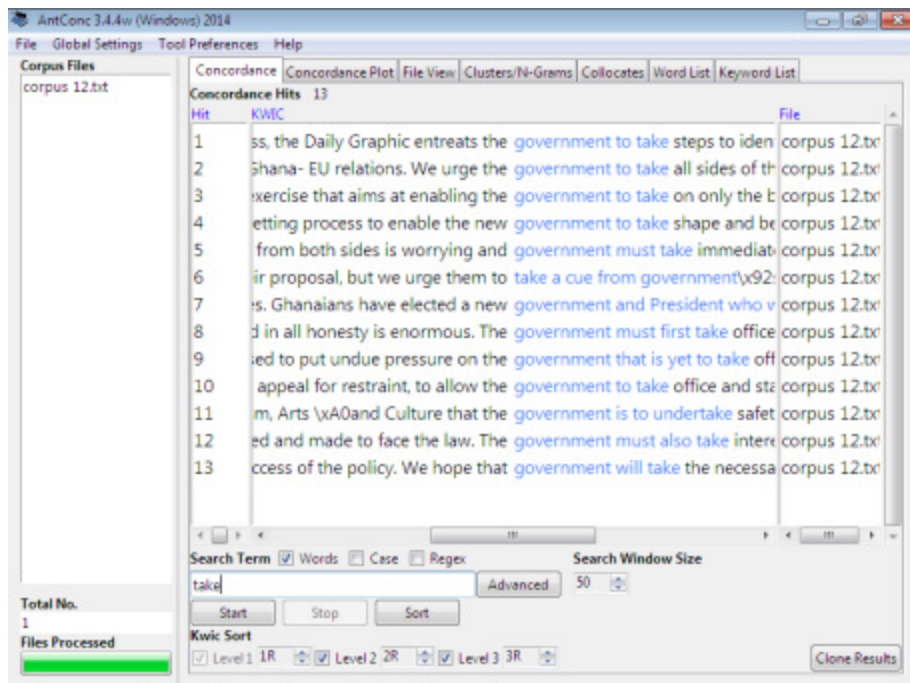 AntConc 3.4.4w (Windows) 2014
File Global Settings Tool Preferences Help
Corpus Files
corpus 12.txt
Concordance Concordance Plot File View Clusters/N-Grams Collocates Word List Keyword List
Concordance Hits 13
Hit KWIC File
1 ss, the Daily Graphic entreats the government to take steps to iden corpus 12.tx
2 Ghana- EU relations. We urge the government to take all sides of th corpus 12.tx
3 exercise that aims at enabling the government to take on only the b corpus 12.tx
4 etting process to enable the new government to take shape and be corpus 12.tx
5 from both sides is worrying and government must take immediat corpus 12.tx
6 ir proposal, but we urge them to take a cue from government\x92 corpus 12.tx
7 s. Ghanaians have elected a new government and President who corpus 12.tx
8 d in all honesty is enormous. The government must first take office corpus 12.tx
9 sed to put undue pressure on the government that is yet to take off corpus 12.tx
10 appeal for restraint, to allow the government to take office and sta corpus 12.tx
11 m, Arts \xA0and Culture that the government is to undertake safet corpus 12.tx
12 ed and made to face the law. The government must also take intere corpus 12.tx
13 ccess of the policy. We hope that government will take the necessa corpus 12.tx
Search Term Words Case Regex Search Window Size
take Advanced 50
Start Stop Sort
Total No.
1
Files Processed
Kwic Sort
Level 1 1R Level 2 2R Level 3 3R Clone Results